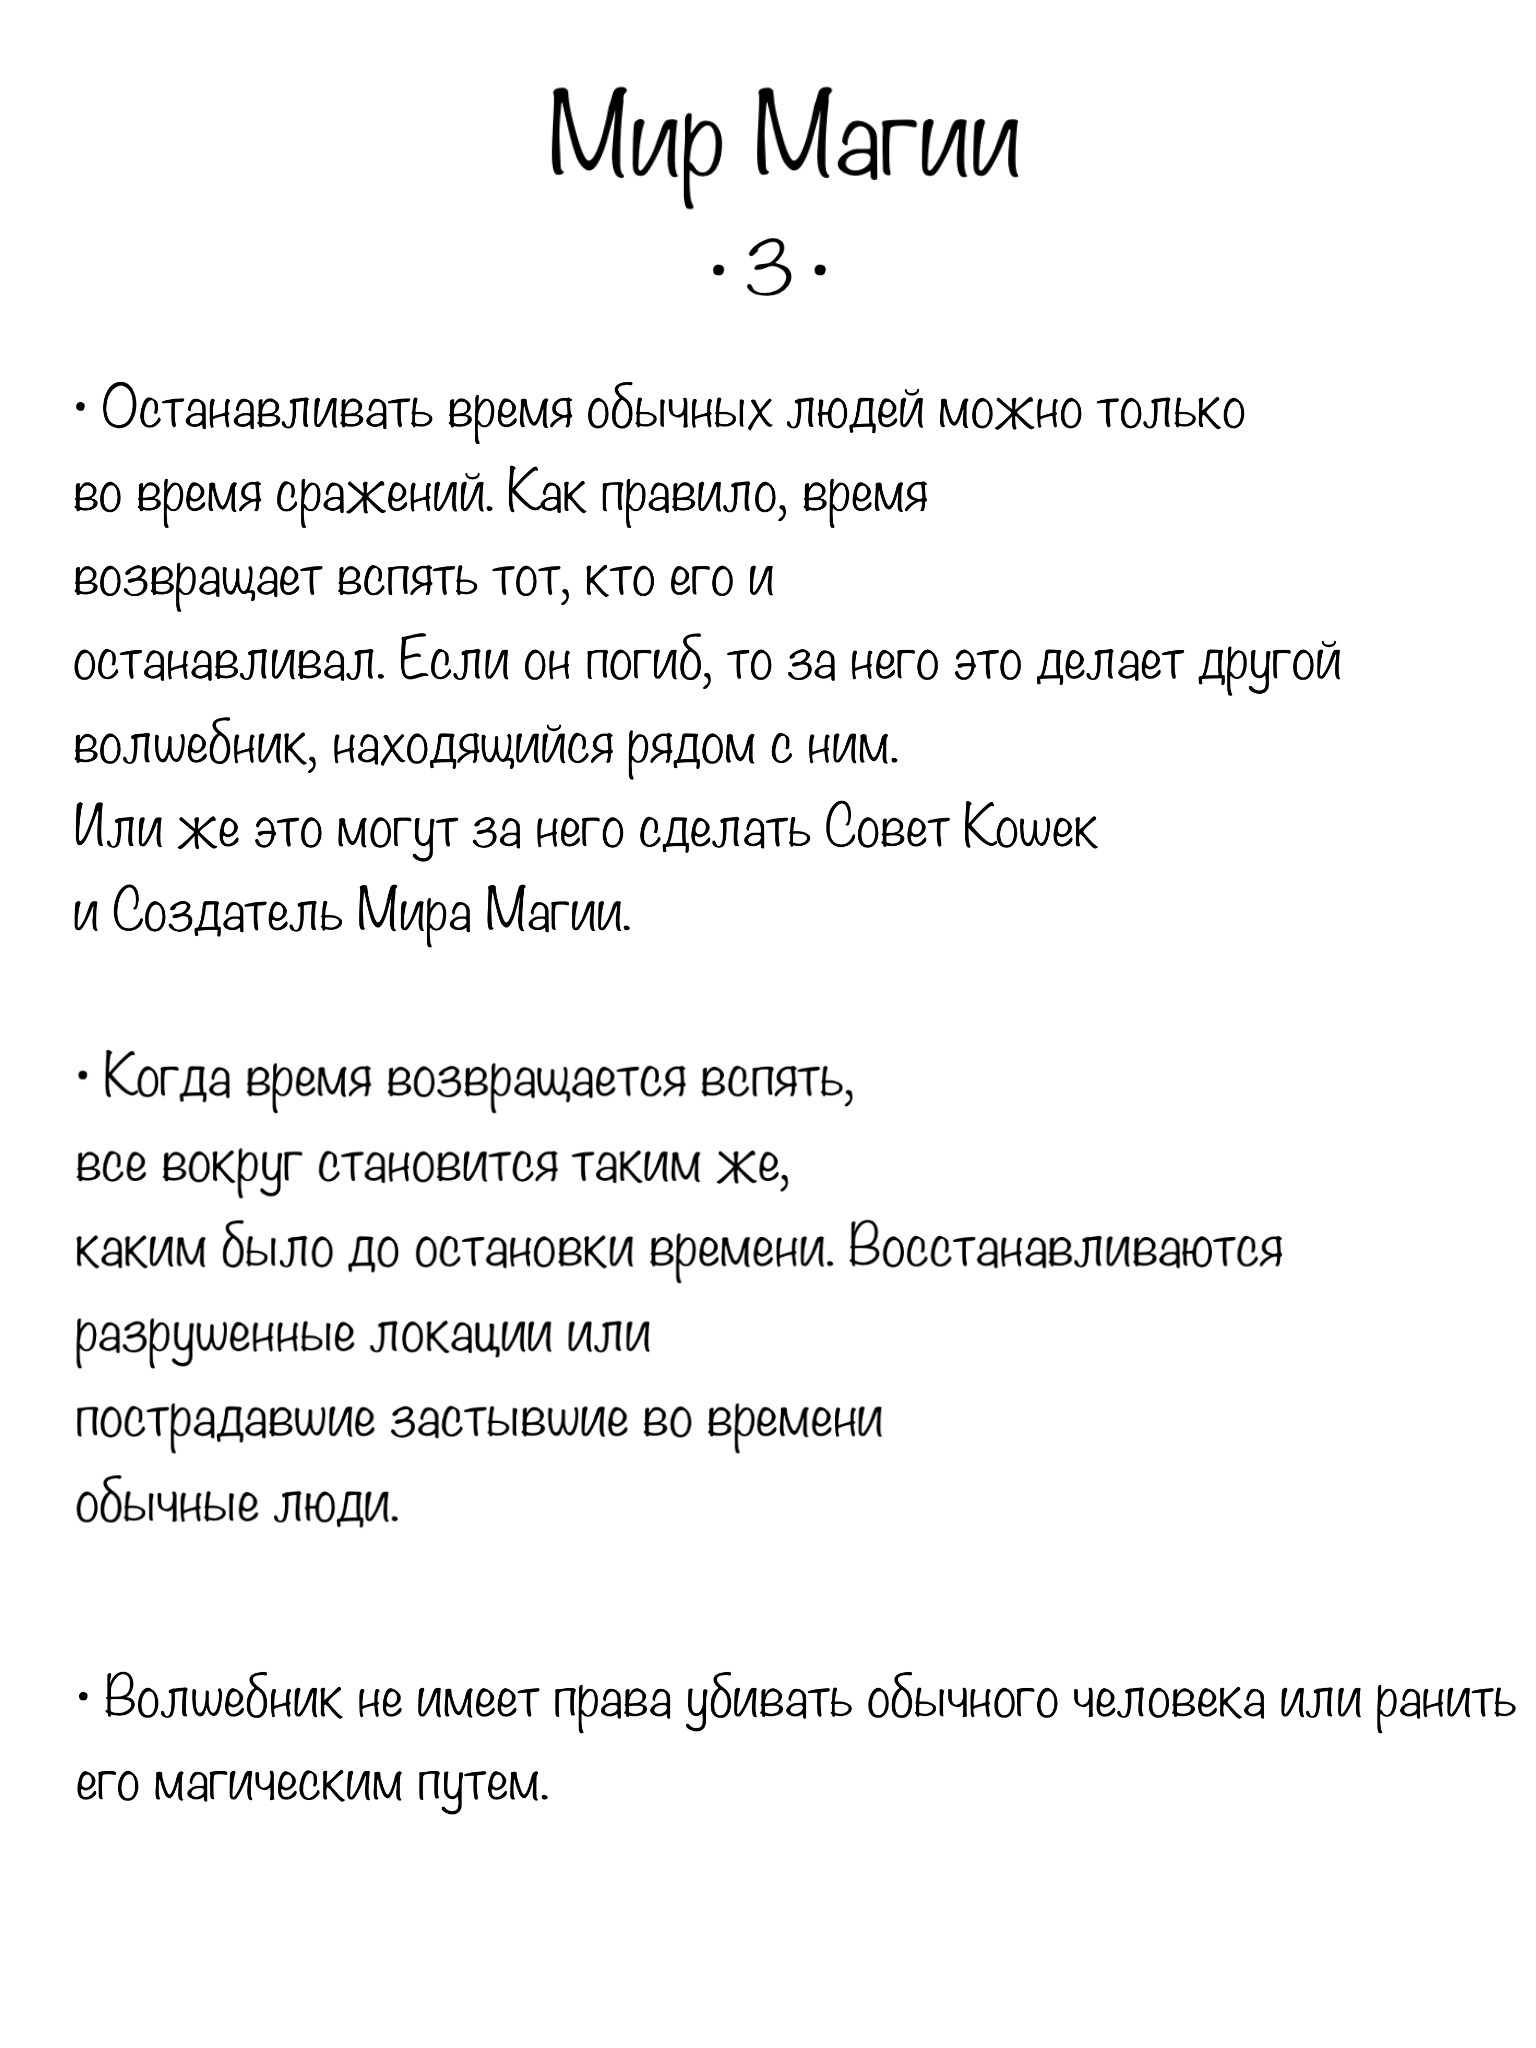 Мир Магии
• 3 •
• Останавливать время обычных людей можно только
во время сражений. Как правило, время
возвращает вспять тот, кто его и
останавливал. Если он погиб, то за него это делает другой
волшебник, находящийся рядом с ним.
Или же это могут за него сделать Совет Кошек
и Создатель Мира Магии.
• Когда время возвращается вспять,
все вокруг становится таким же,
каким было до остановки времени. Восстанавливаются
разрушенные локации или
пострадавшие застывшие во времени
обычные люди.
• Волшебник не имеет права убивать обычного человека или ранить
его магическим путем.